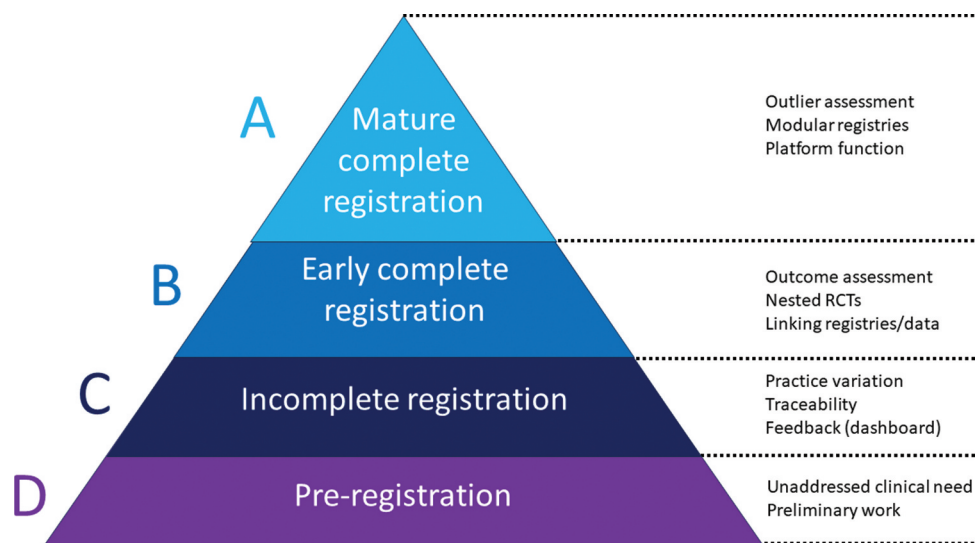 A
Mature
complete
registration
Outlier assessment
Modular registries
Platform function
B
Early complete
registration
Outcome assessment
Nested RCTs
Linking registries/data
C
Incomplete registration
Practice variation
Traceability
Feedback (dashboard)
D
Pre-registration
Unaddressed clinical need
Preliminary work